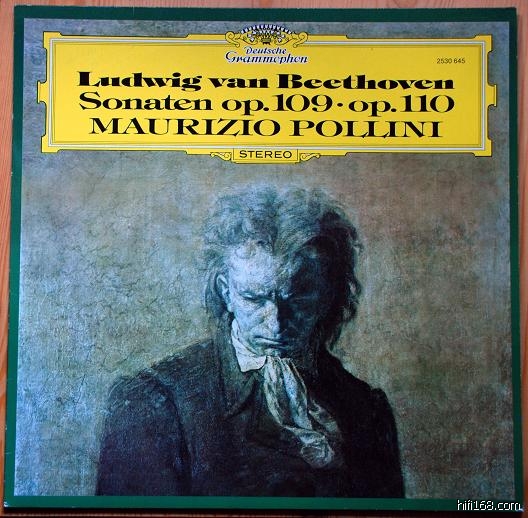 Deutsche
Grammophon
2530 645
Ludwig van Beethoven
Sonaten op.109 · op.110
MAURIZIO POLLINI
STEREO
hifi168.com